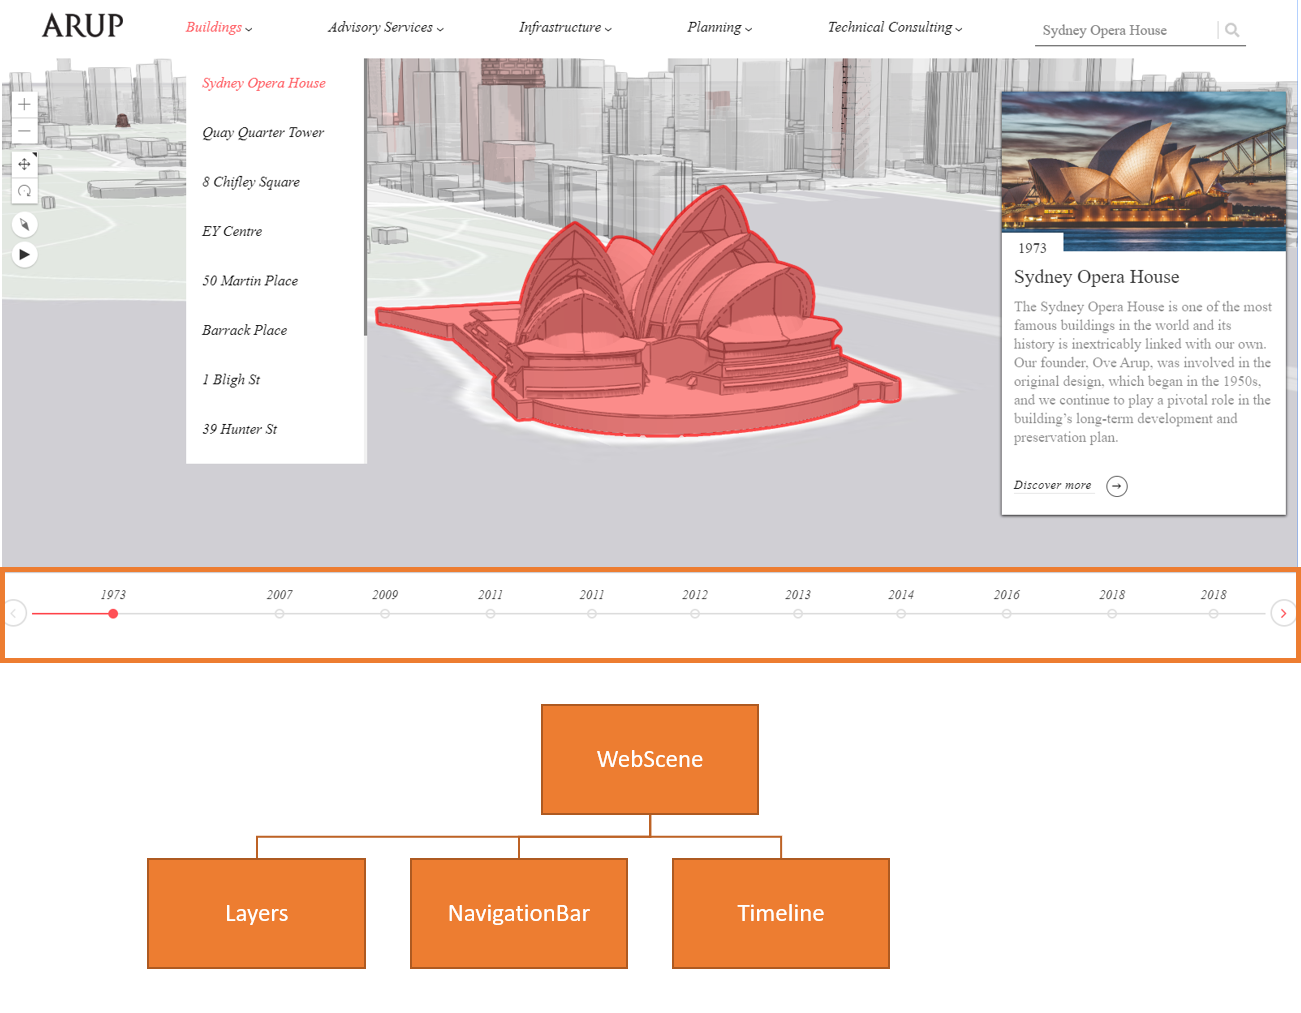 ARUP
Buildings
Advisory Services
Infrastructure
Planning
Technical Consulting
Sydney Opera House
Sydney Opera House
Quay Quarter Tower
8 Chifley Square
EY Centre
50 Martin Place
Barrack Place
1 Bligh St
39 Hunter St
1973
Sydney Opera House
The Sydney Opera House is one of the most
famous buildings in the world and its
history is inextricably linked with our own.
Our founder, Ove Arup, was involved in the
original design, which began in the 1950s,
and we continue to play a pivotal role in the
building’s long-term development and
preservation plan.
Discover more
1973 2007 2009 2011 2011 2012 2013 2014 2016 2018 2018
WebScene
Layers
NavigationBar
Timeline